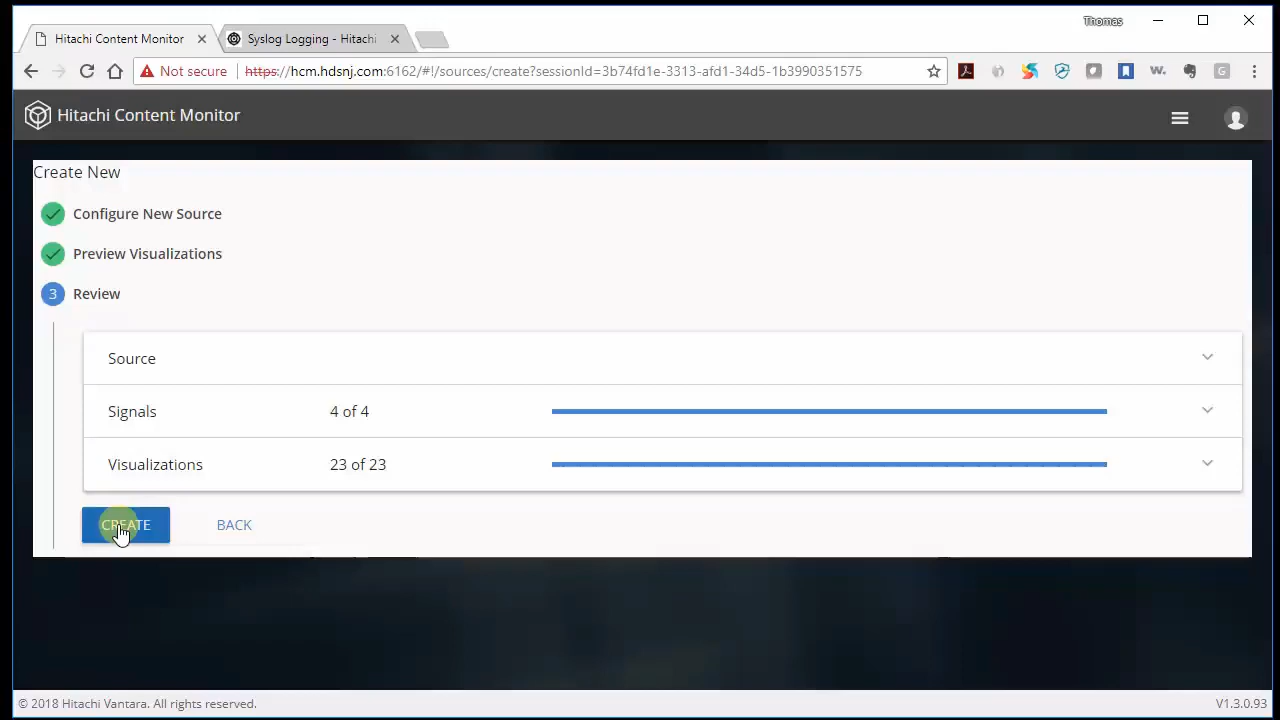 Thomas
Hitachi Content Monitor
Syslog Logging - Hitachi
Not secure
https://hcm.hdsnj.com:6162/#!/sources/create?sessionId=3b74fd1e-3313-afd1-34d5-1b3990351575
w.
G
Hitachi Content Monitor
Create New
Configure New Source
Preview Visualizations
3 Review
Source
Signals 4 of 4
Visualizations 23 of 23
CREATE BACK
© 2018 Hitachi Vantara. All rights reserved.
V1.3.0.93